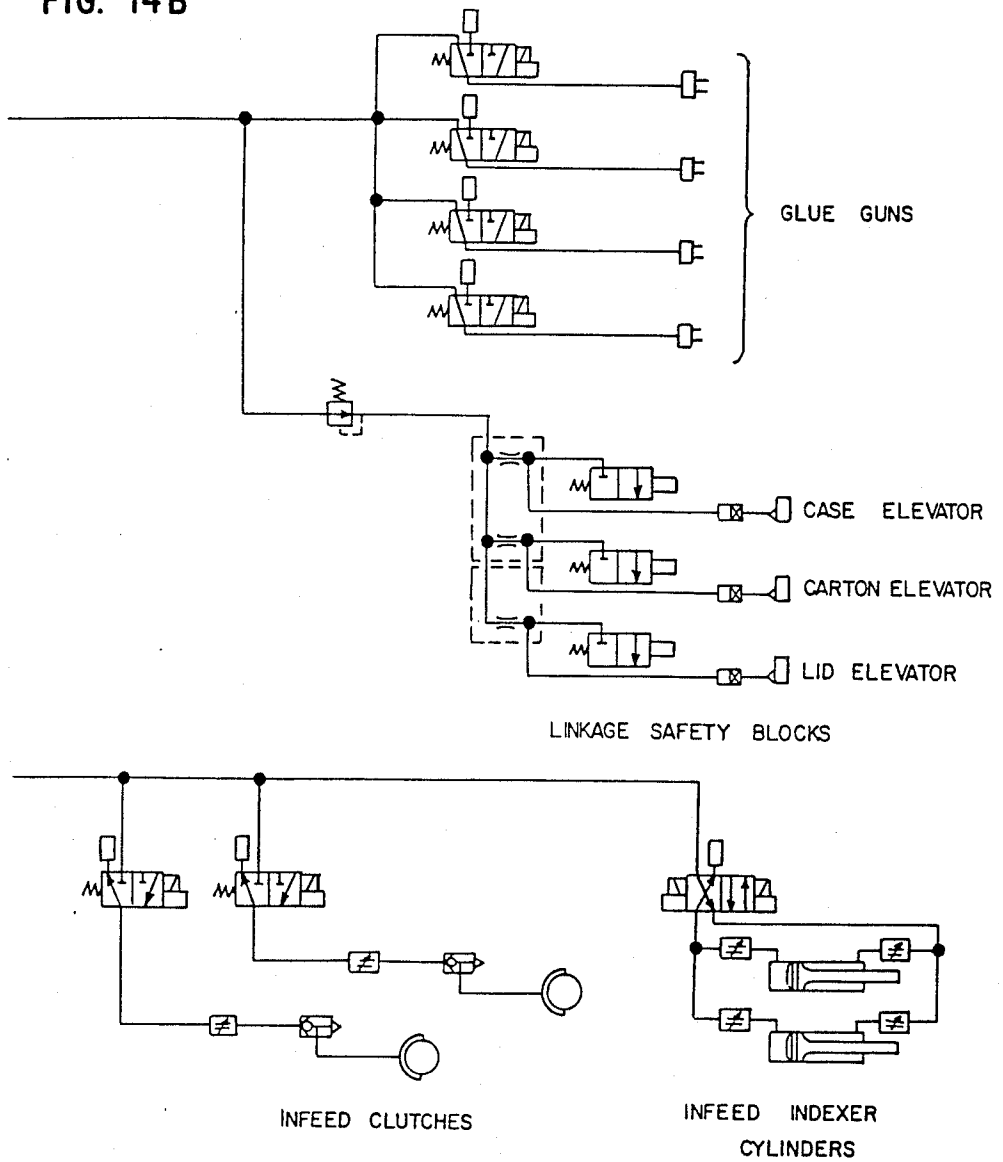 FIG. 14B
GLUE GUNS
CASE ELEVATOR
CARTON ELEVATOR
LID ELEVATOR
LINKAGE SAFETY BLOCKS
INFEED CLUTCHES
INFEED INDEXER
CYLINDERS